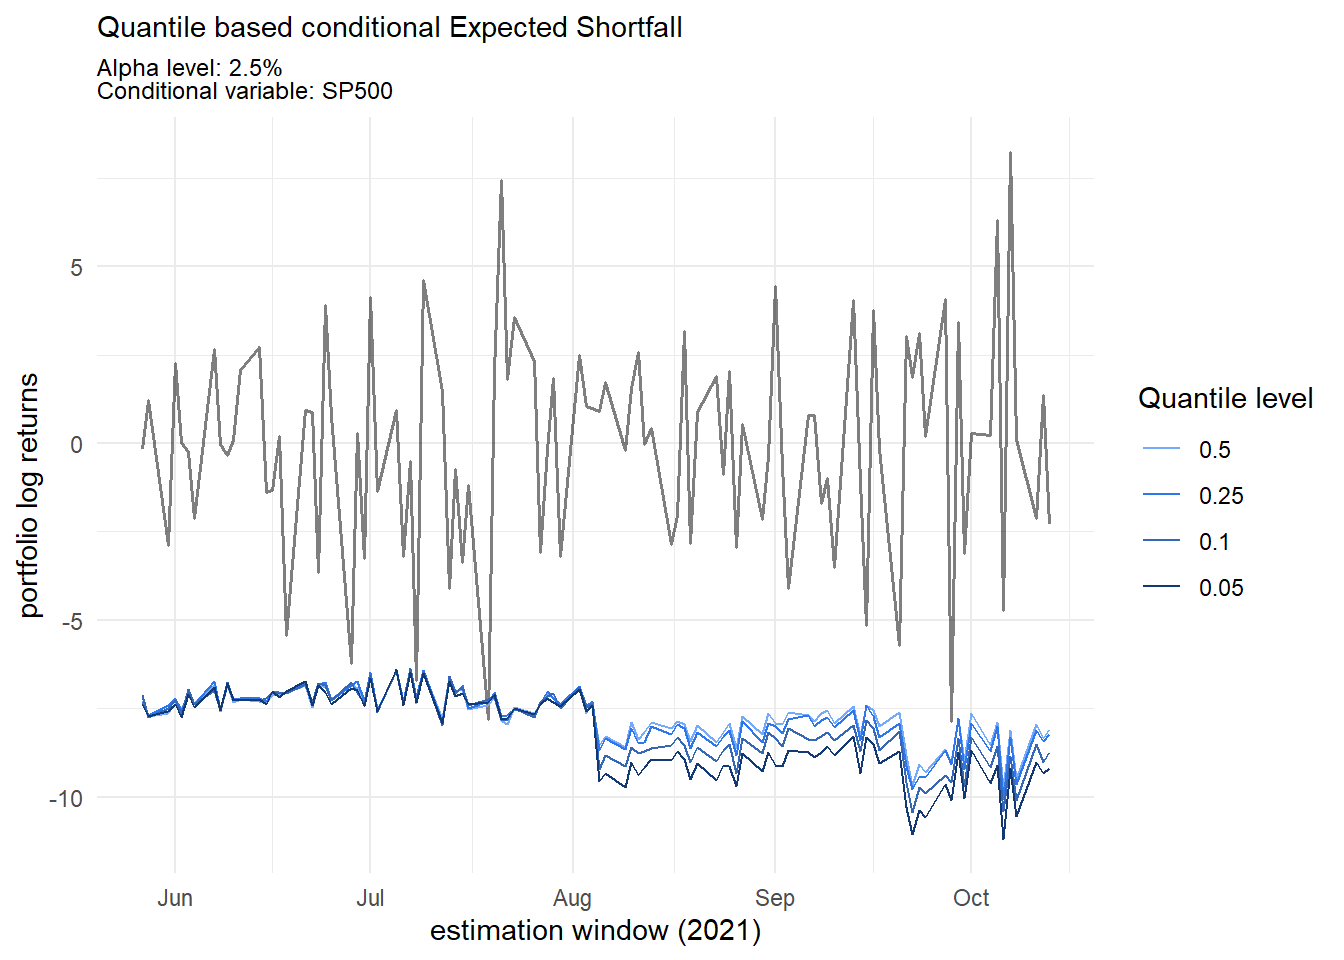 Quantile based conditional Expected Shortfall
Alpha level: 2.5%
Conditional variable: SP500
portfolio log returns
5
0
-5
-10
Jun
Jul
Aug
Sep
Oct
estimation window (2021)
Quantile level
0.5
0.25
0.1
0.05